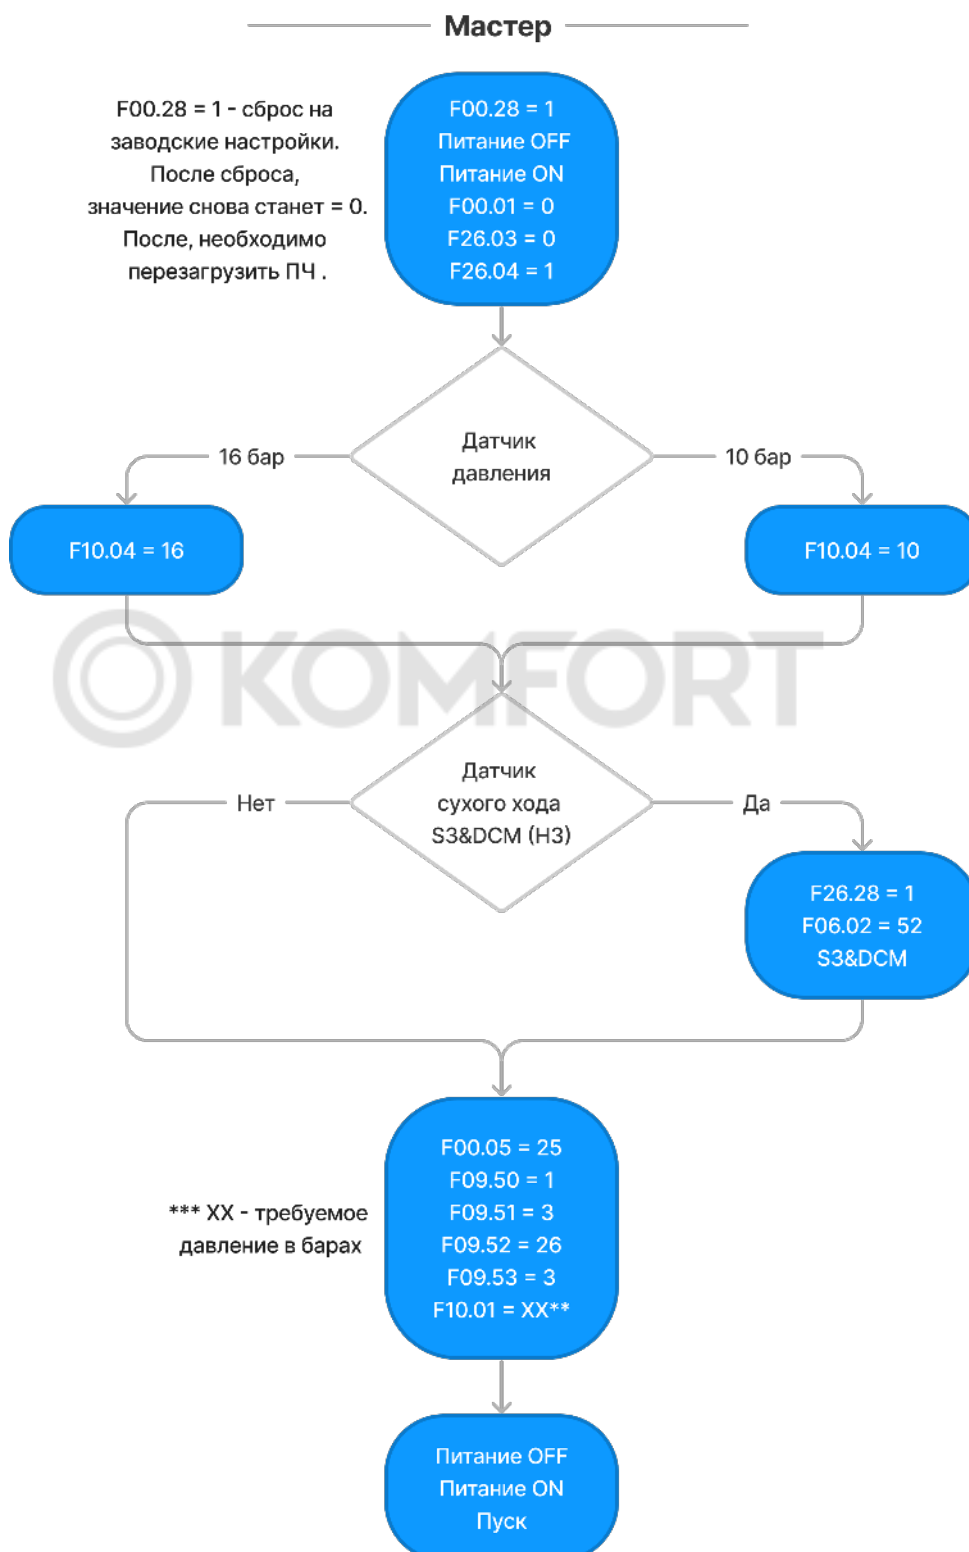 Мастер
F00.28 = 1 - сброс на
заводские настройки.
После сброса,
значение снова станет = 0.
После, необходимо
перезагрузить ПЧ .
F00.28 = 1
Питание OFF
Питание ON
F00.01 = 0
F26.03 = 0
F26.04 = 1
Датчик
давления
16 бар
10 бар
F10.04 = 16
F10.04 = 10
KOMFORT
Датчик
сухого хода
S3&DCM (НЗ)
Нет
Да
F26.28 = 1
F06.02 = 52
S3&DCM
*** XX - требуемое
давление в барах
F00.05 = 25
F09.50 = 1
F09.51 = 3
F09.52 = 26
F09.53 = 3
F10.01 = XX**
Питание OFF
Питание ON
Пуск